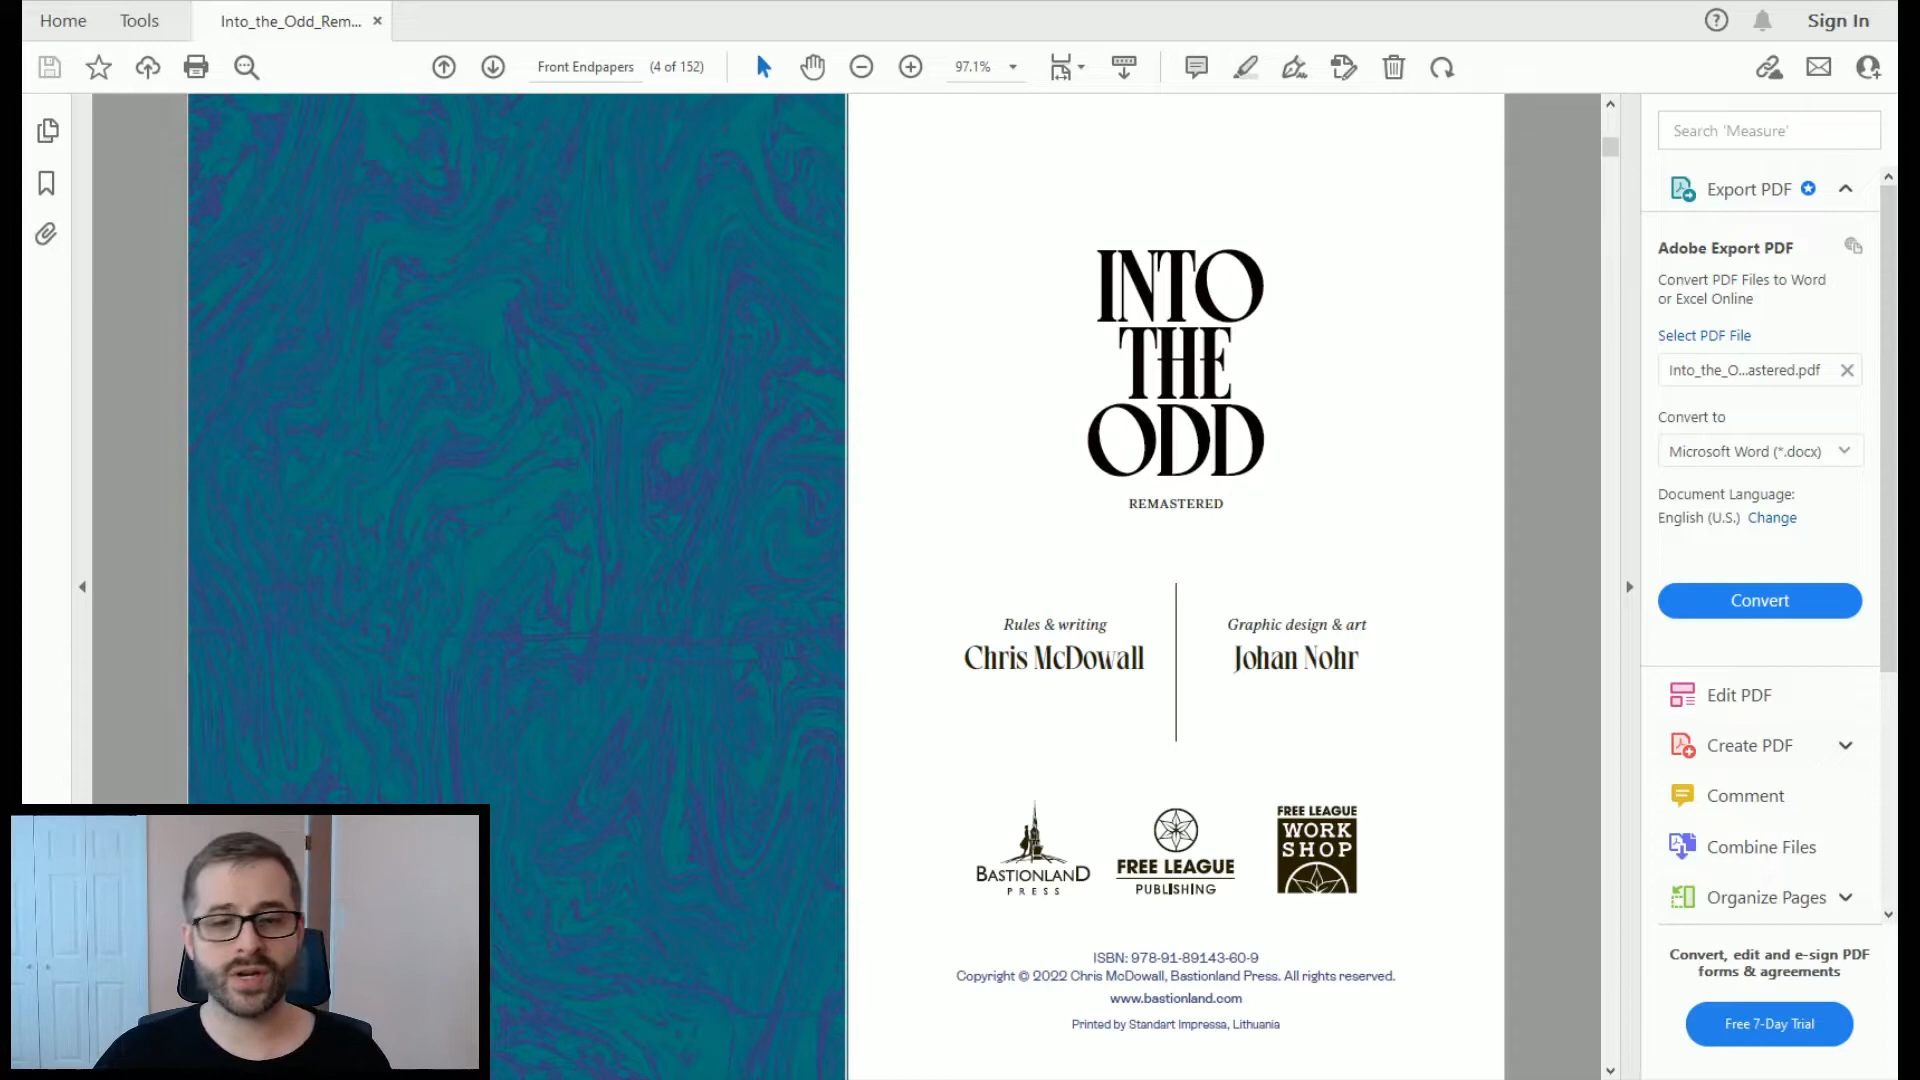 Home
Tools
Into_the_Odd_Rem...
Sign In
Front Endpapers
(4 of 152)
97.1%
Search 'Measure'
Export PDF
Adobe Export PDF
Convert PDF Files to Word
or Excel Online
Select PDF File
Into_the_O...astered.pdf
Convert to
Microsoft Word (*.docx)
Document Language:
English (U.S.) Change
Convert
Edit PDF
Create PDF
Comment
Combine Files
Organize Pages
Convert, edit and e-sign PDF
forms & agreements
Free 7-Day Trial
INTO
THE
ODD
REMASTERED
Rules & writing
Chris McDowall
Graphic design & art
Johan Nohr
BASTIONLAND
PRESS
FREE LEAGUE
PUBLISHING
FREE LEAGUE
WORK
SHOP
ISBN: 978-91-89143-60-9
Copyright © 2022 Chris McDowall, Bastionland Press. All rights reserved.
www.bastionland.com
Printed by Standart Impressa, Lithuania